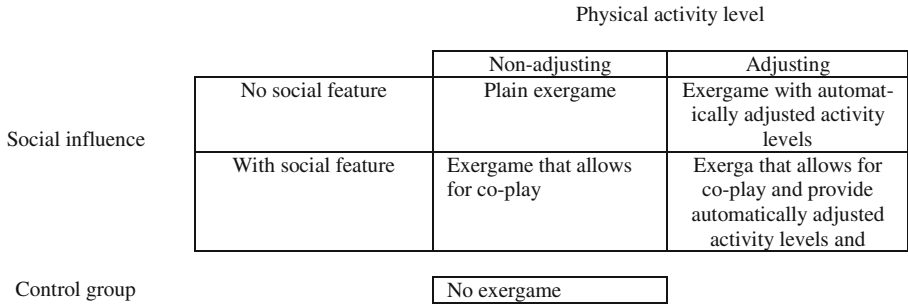 Physical activity level
Non-adjusting
Adjusting
No social feature
Plain exergame
Exergame with automat-
ically adjusted activity
levels
Social influence
With social feature
Exergame that allows
for co-play
Exerga that allows for
co-play and provide
automatically adjusted
activity levels and
Control group
No exergame